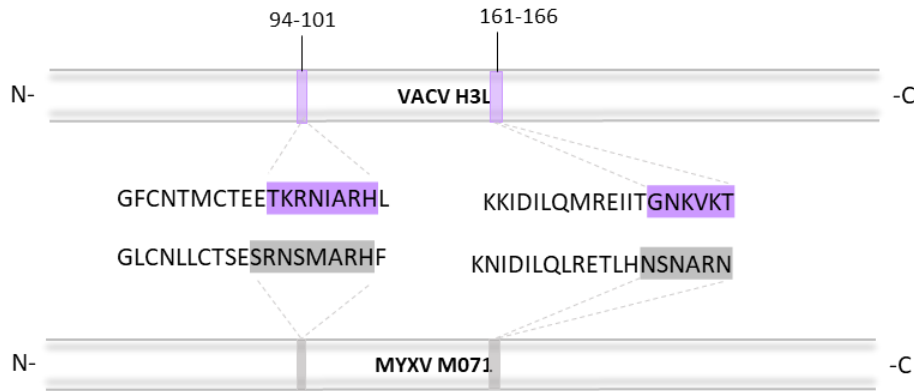 94-101 161-166
N- VACV H3L -C
GFCNTMCTEETKRNIARHL KKIDILQMREIITGNKVKT
GLCNLLCTSESRNSMARHF KNIDILQLRETLHNSNARN
N- MYXV M071 -C